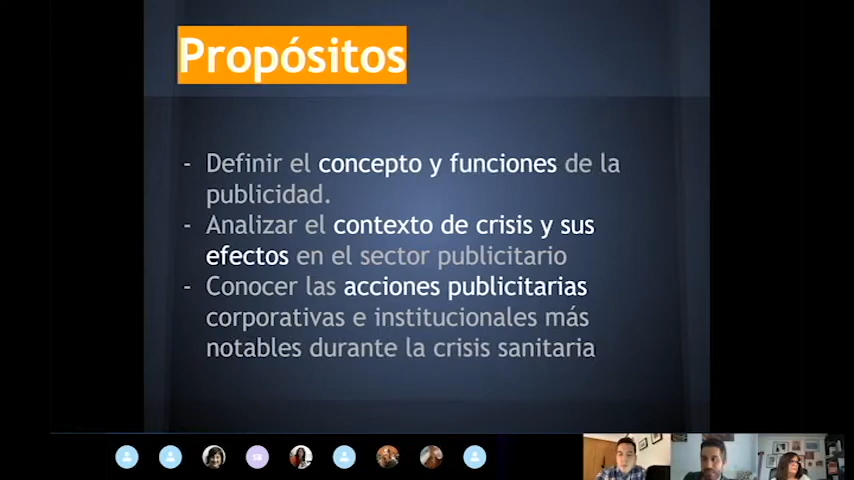 Propósitos
- Definir el concepto y funciones de la
publicidad.
- Analizar el contexto de crisis y sus
efectos en el sector publicitario
- Conocer las acciones publicitarias
corporativas e institucionales más
notables durante la crisis sanitaria